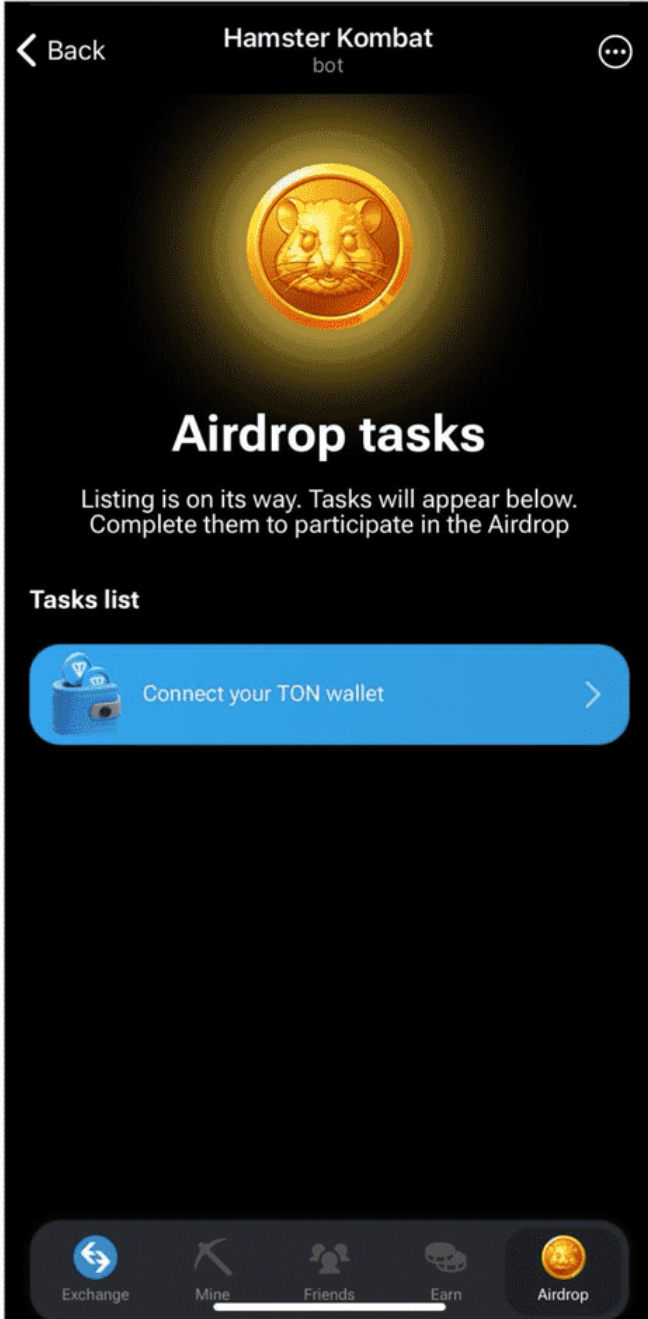 Back
Hamster Kombat
bot
Airdrop tasks
Listing is on its way. Tasks will appear below.
Complete them to participate in the Airdrop
Tasks list
Connect your TON wallet
Exchange
Mine
Friends
Earn
Airdrop